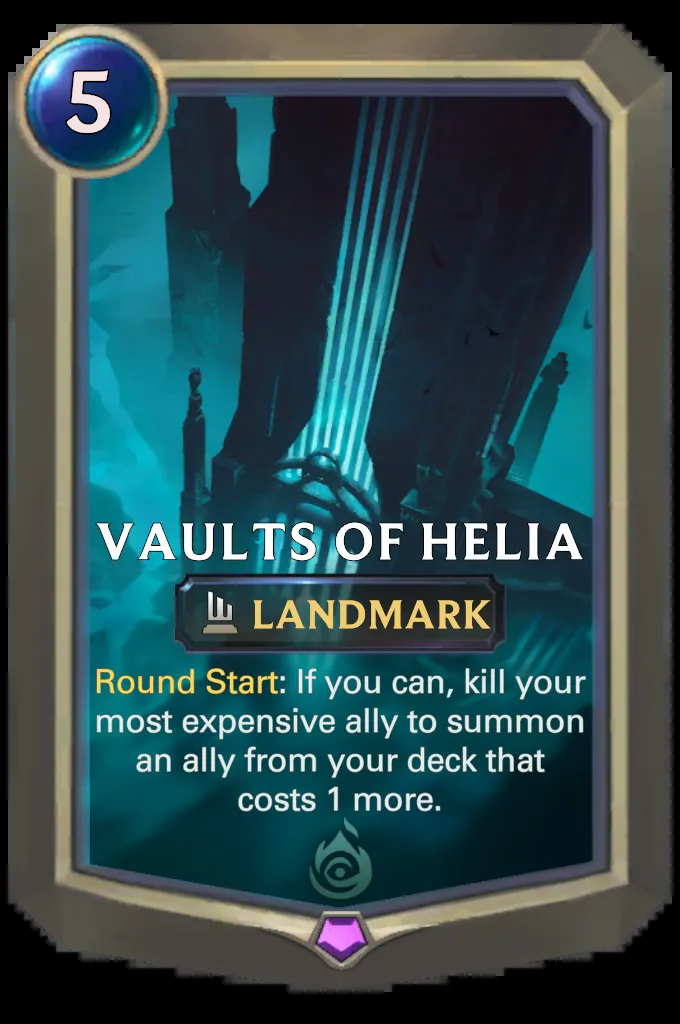 5
VAULTS OF HELIA
LANDMARK
Round Start: If you can, kill your
most expensive ally to summon
an ally from your deck that
costs 1 more.